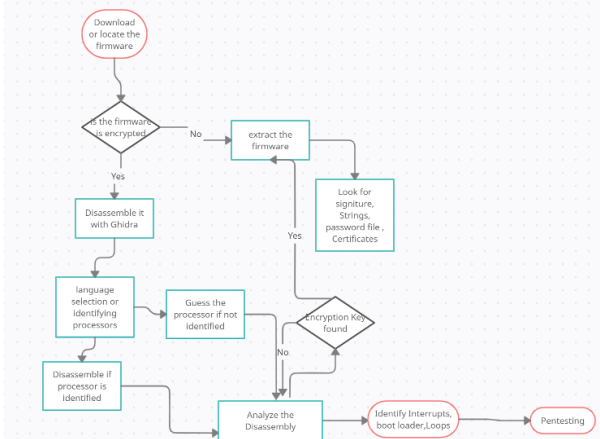 Download
or locate the
firmware
is the firmware
is encrypted
No
extract the
firmware
Yes
Look for
signiture,
Strings,
password file ,
Certificates
Disassemble it
with Ghidra
Yes
language
selection or
identifying
processors
Guess the
processor if not
identified
Encryption Key
found
No
Disassemble if
processor is
identified
Analyze the
Disassembly
Identify Interrupts,
boot loader,Loops
Pentesting